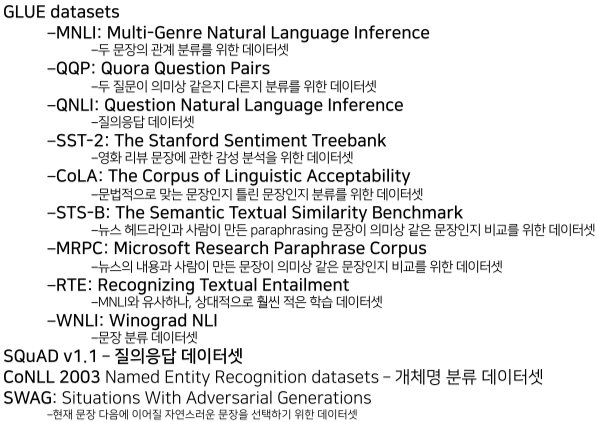 GLUE datasets
–MNLI: Multi-Genre Natural Language Inference
–두 문장의 관계 분류를 위한 데이터셋
–QQP: Quora Question Pairs
–두 질문이 의미상 같은지 다른지 분류를 위한 데이터셋
–QNLI: Question Natural Language Inference
–질의응답 데이터셋
–SST-2: The Stanford Sentiment Treebank
–영화 리뷰 문장에 관한 감성 분석을 위한 데이터셋
–CoLA: The Corpus of Linguistic Acceptability
–문법적으로 맞는 문장인지 틀린 문장인지 분류를 위한 데이터셋
–STS-B: The Semantic Textual Similarity Benchmark
–뉴스 헤드라인과 사람이 만든 paraphrasing 문장이 의미상 같은 문장인지 비교를 위한 데이터셋
–MRPC: Microsoft Research Paraphrase Corpus
–뉴스의 내용과 사람이 만든 문장이 의미상 같은 문장인지 비교를 위한 데이터셋
–RTE: Recognizing Textual Entailment
–MNLI와 유사하나, 상대적으로 훨씬 적은 학습 데이터셋
–WNLI: Winograd NLI
–문장 분류 데이터셋
SQuAD v1.1 – 질의응답 데이터셋
CoNLL 2003 Named Entity Recognition datasets – 개체명 분류 데이터셋
SWAG: Situations With Adversarial Generations
–현재 문장 다음에 이어질 자연스러운 문장을 선택하기 위한 데이터셋